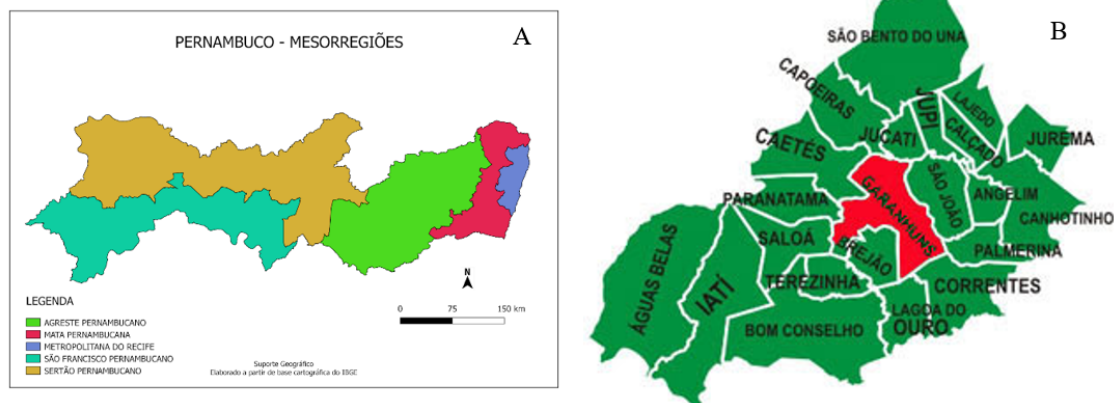 PERNAMBUCO - MESORREGIÕES
A
N
0 75 150 km
LEGENDA
AGRESTE PERNAMBUCANO
MATA PERNAMBUCANA
METROPOLITANA DO RECIFE
SÃO FRANCISCO PERNAMBUCANO
SERTÃO PERNAMBUCANO
Suporte Geográfico
Elaborado a partir de base cartográfica do IBGE
B
SÃO BENTO DO UNA
CAPOEIRAS
JUPI
LAJEDO
CALÇADO
JUREMA
JUCATI
CAETÉS
GARANHUNS
SÃO JOÃO
ANGELIM
CANHOTINHO
PARANATAMA
PALMERINA
SALOÁ
BREJÃO
ÁGUAS BELAS
IATÍ
TEREZINHA
CORRENTES
LAGOA DO
OURO
BOM CONSELHO